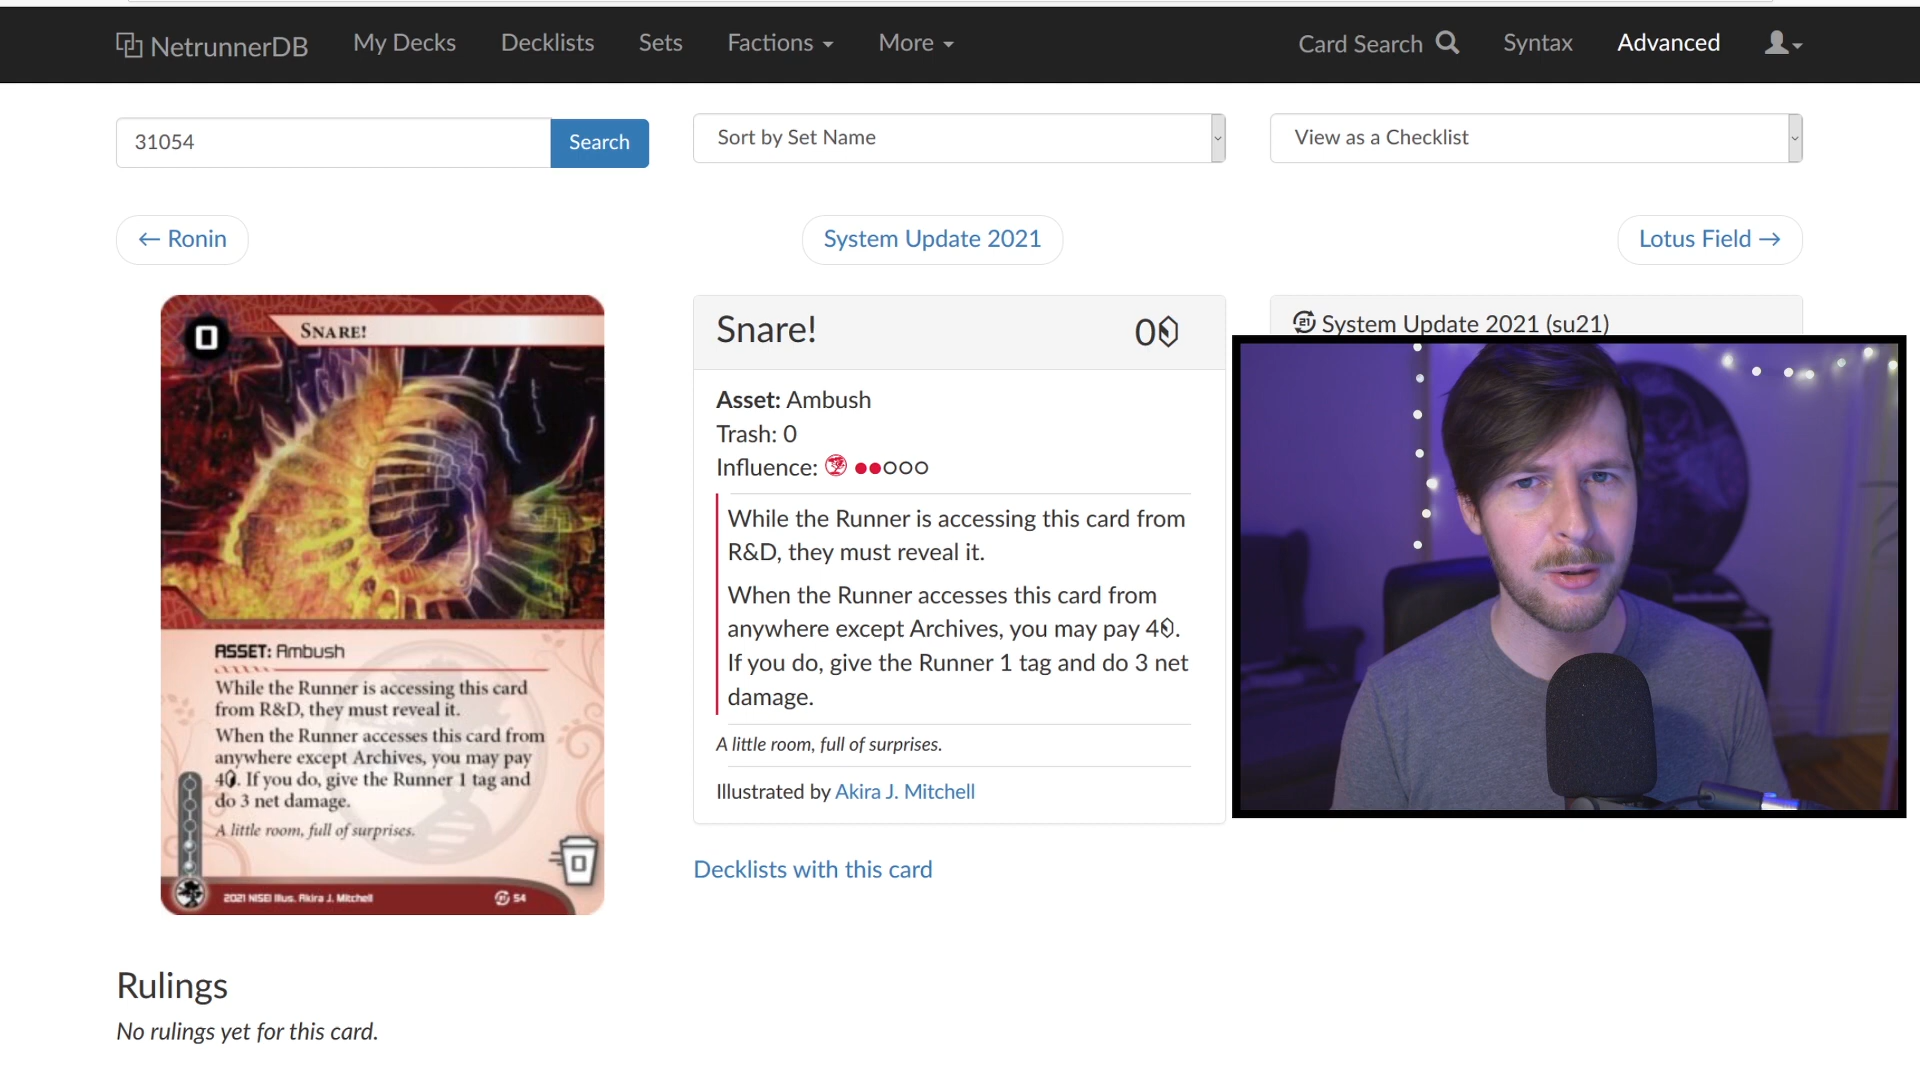 NetrunnerDB My Decks Decklists Sets Factions More Card Search Syntax Advanced
31054 Search Sort by Set Name View as a Checklist
← Ronin System Update 2021 Lotus Field →
0 SNARE!
ASSET: Ambush
While the Runner is accessing this card
from R&D, they must reveal it.
When the Runner accesses this card from
anywhere except Archives, you may pay
4. If you do, give the Runner 1 tag and
do 3 net damage.
A little room, full of surprises.
0
2021 NISEI Illus. Akira J. Mitchell 21 54
Snare! 0
Asset: Ambush
Trash: 0
Influence:
While the Runner is accessing this card from
R&D, they must reveal it.
When the Runner accesses this card from
anywhere except Archives, you may pay 4.
If you do, give the Runner 1 tag and do 3 net
damage.
A little room, full of surprises.
Illustrated by Akira J. Mitchell
Decklists with this card
21 System Update 2021 (su21)
Rulings
No rulings yet for this card.